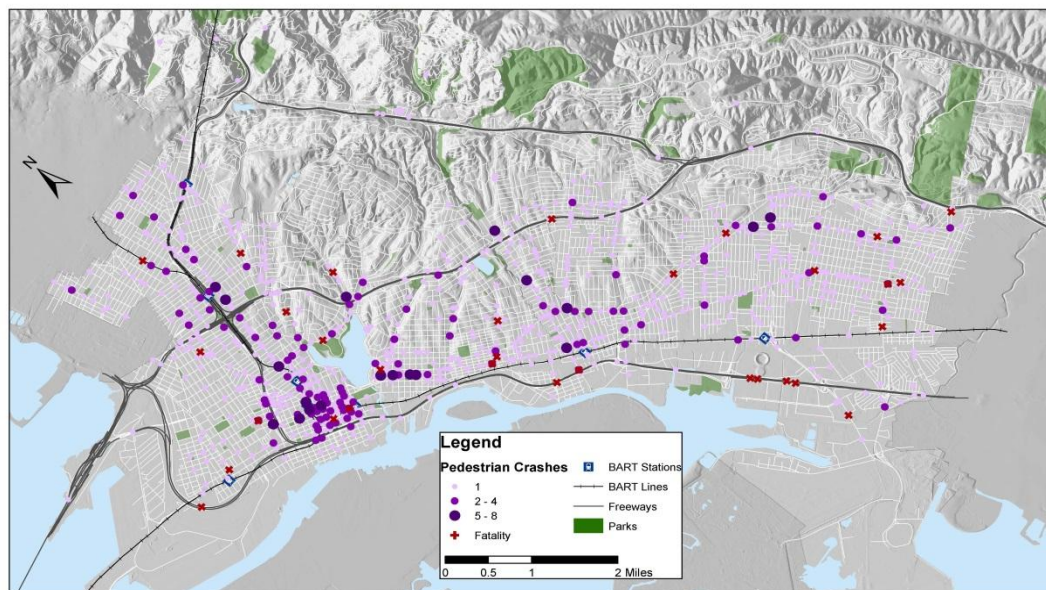 N
Legend
Pedestrian Crashes
1
2 - 4
5 - 8
Fatality
BART Stations
BART Lines
Freeways
Parks
0 0.5 1 2 Miles